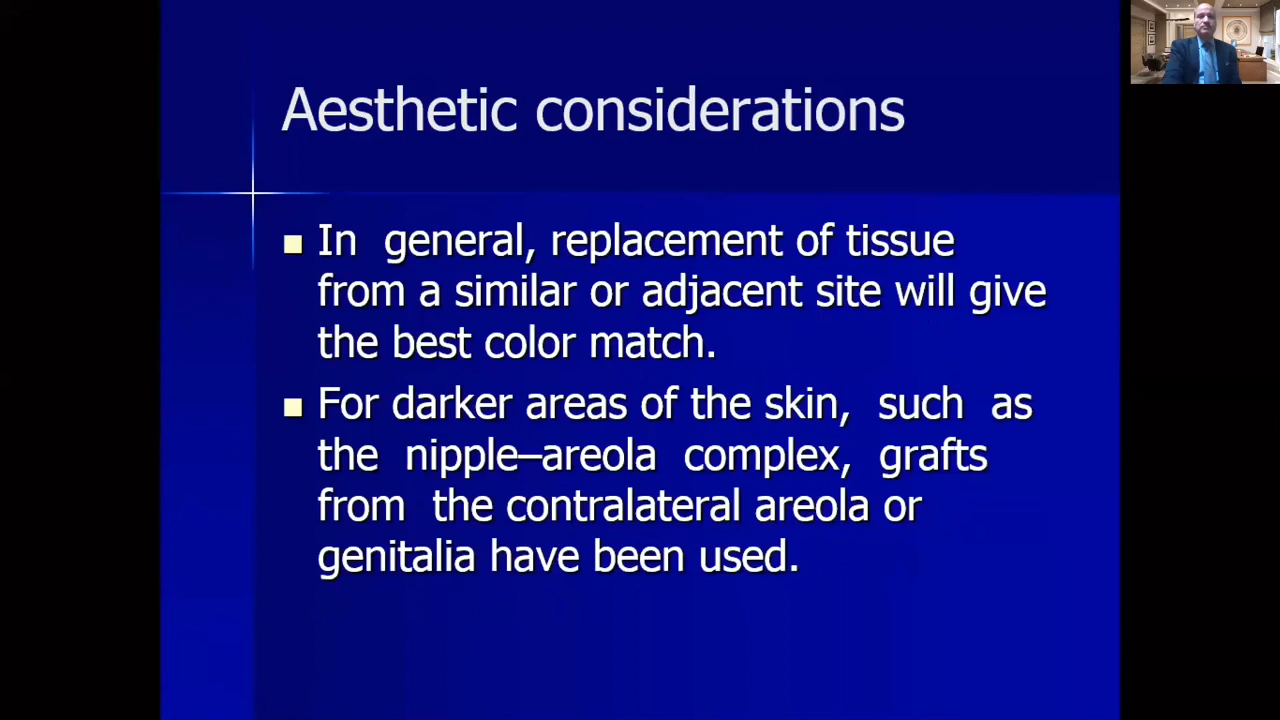 Aesthetic considerations
In general, replacement of tissue
from a similar or adjacent site will give
the best color match.
For darker areas of the skin, such as
the nipple–areola complex, grafts
from the contralateral areola or
genitalia have been used.